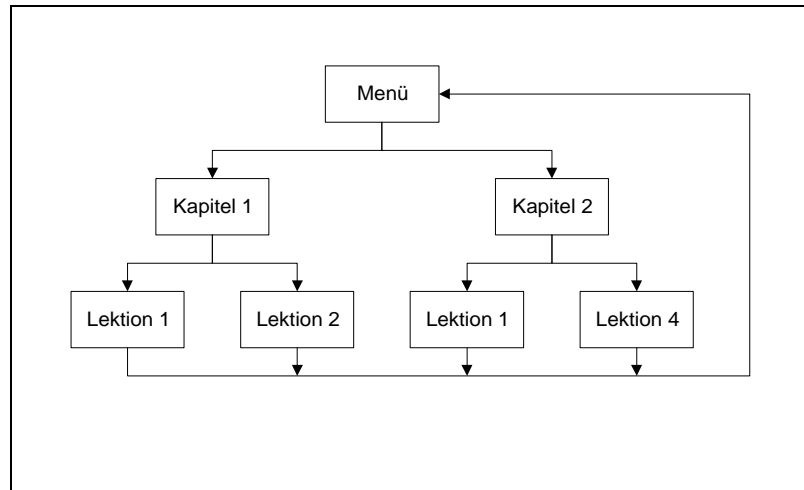 Menü
Kapitel 1
Kapitel 2
Lektion 1
Lektion 2
Lektion 1
Lektion 4